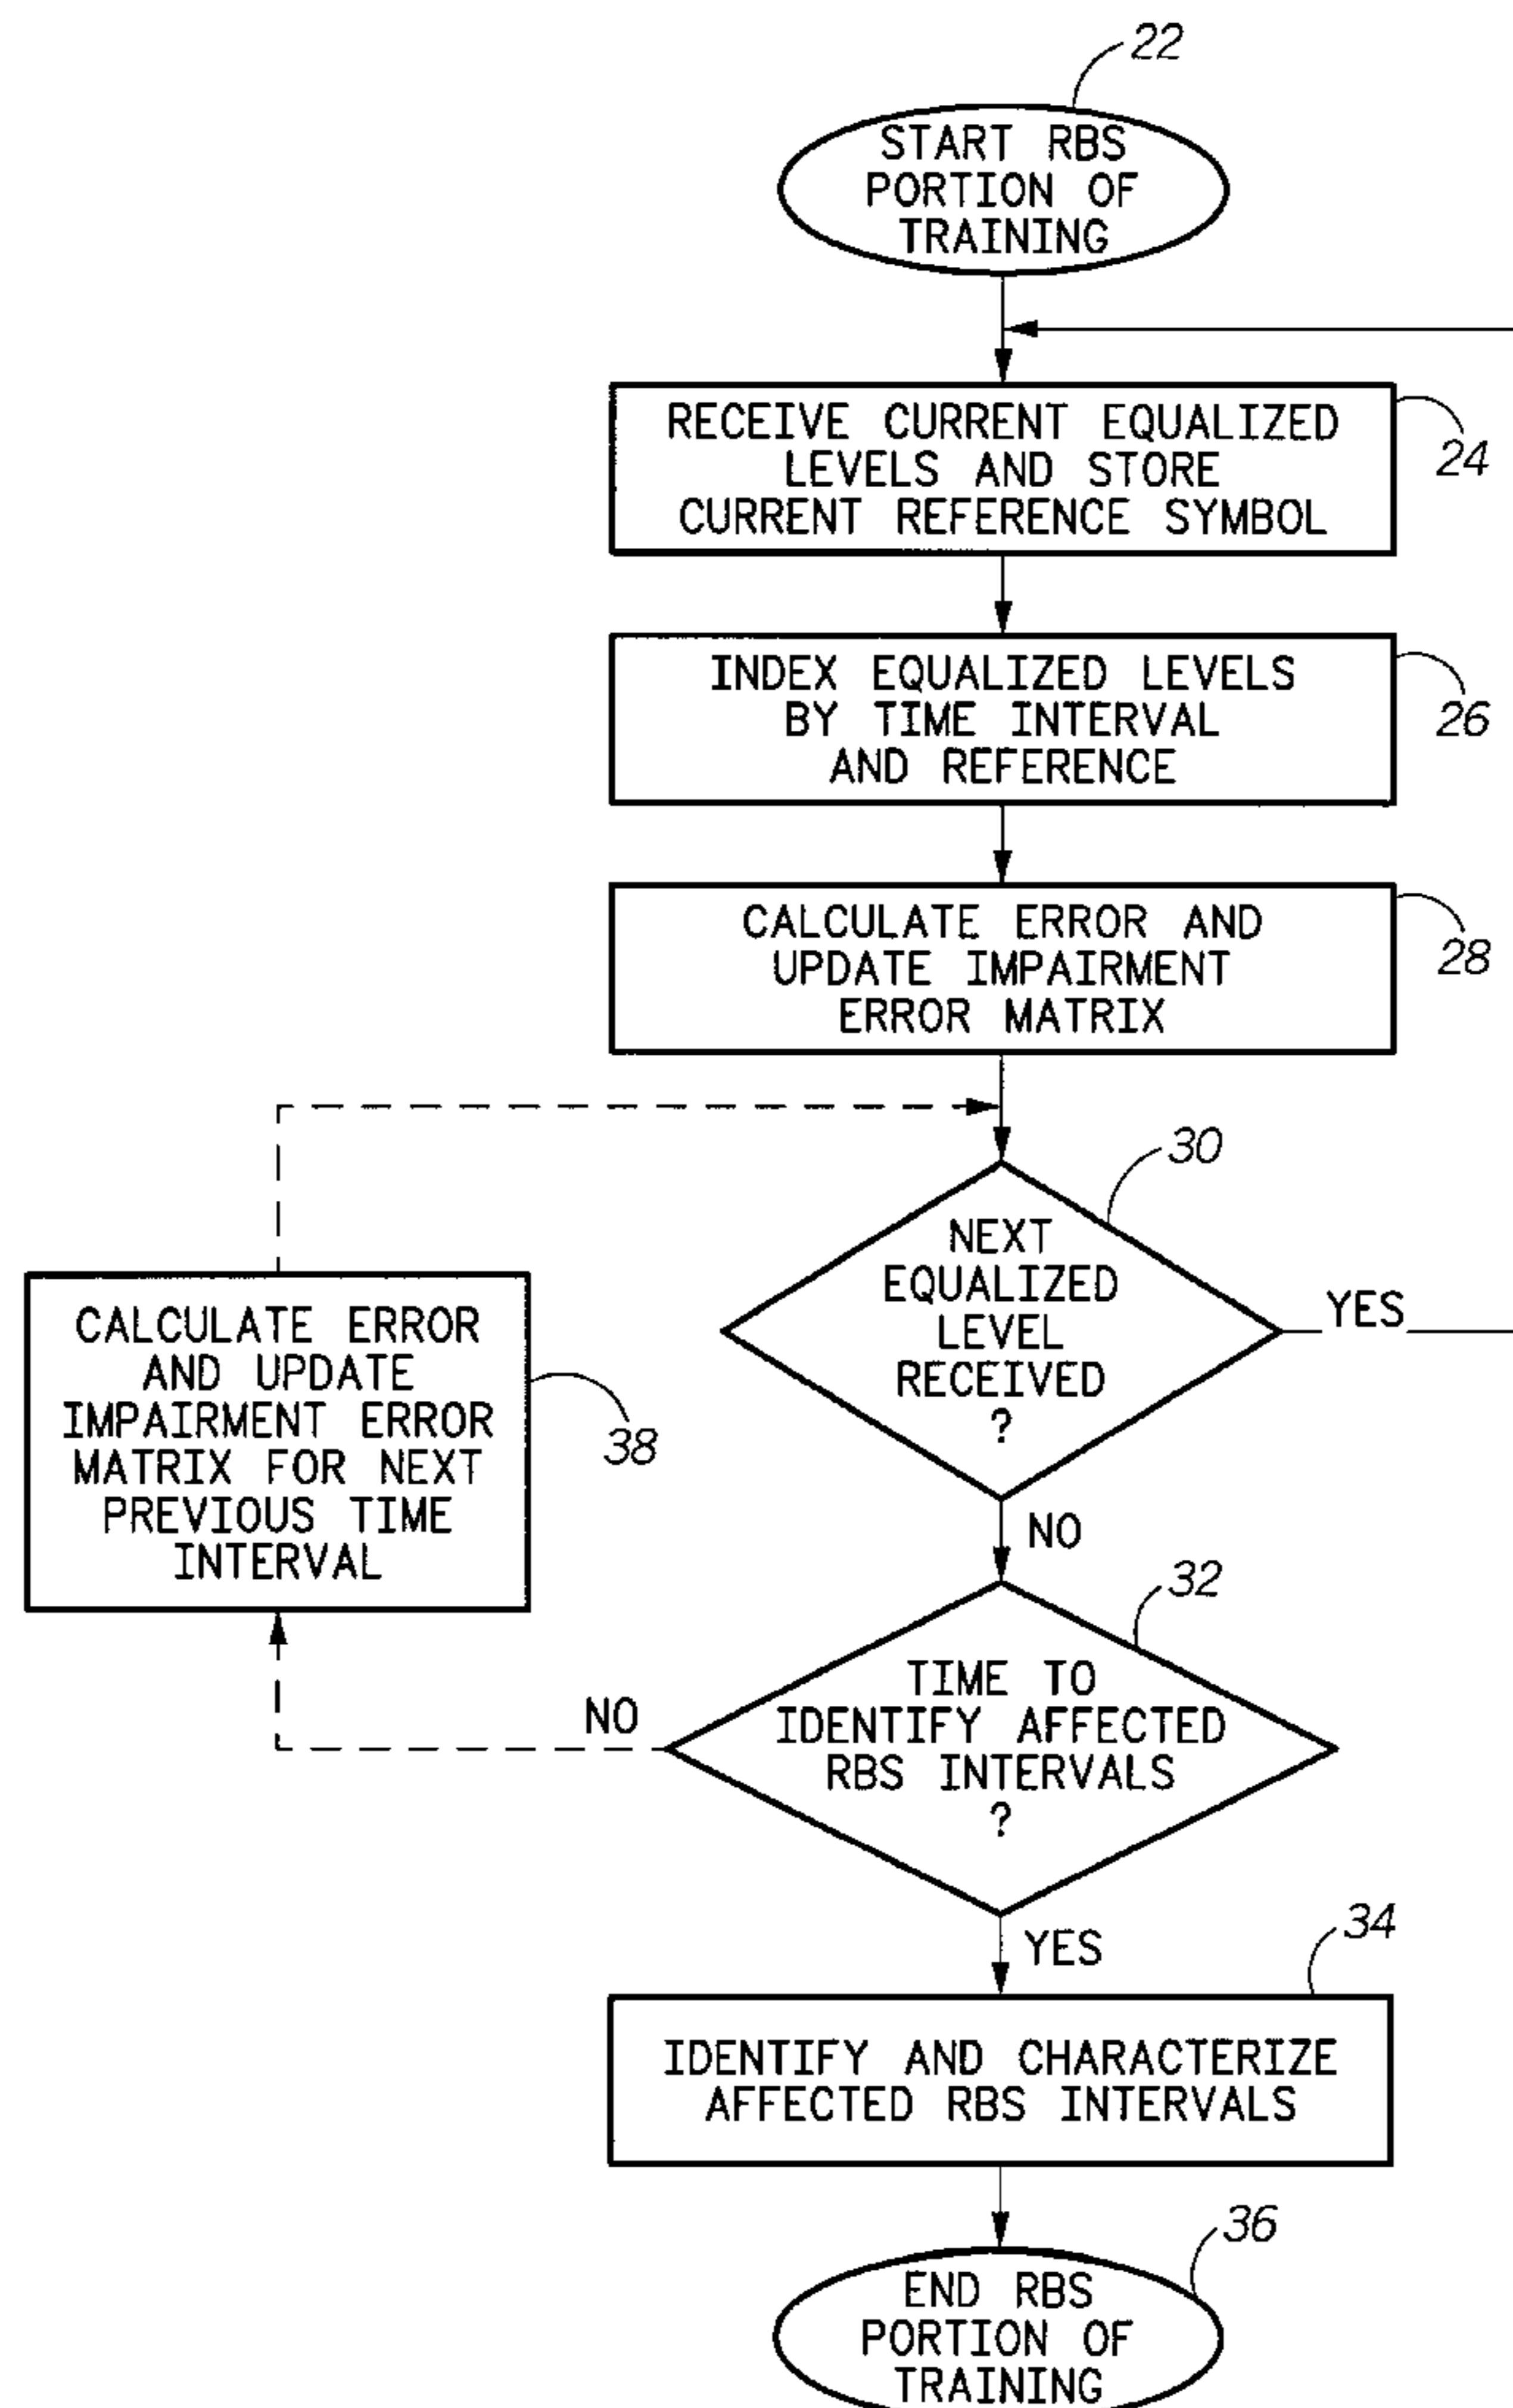 22
START RBS
PORTION OF
TRAINING
RECEIVE CURRENT EQUALIZED
LEVELS AND STORE
CURRENT REFERENCE SYMBOL
24
INDEX EQUALIZED LEVELS
BY TIME INTERVAL
AND REFERENCE
26
CALCULATE ERROR AND
UPDATE IMPAIRMENT
ERROR MATRIX
28
30
NEXT
EQUALIZED
LEVEL
RECEIVED
?
YES
CALCULATE ERROR
AND UPDATE
IMPAIRMENT ERROR
MATRIX FOR NEXT
PREVIOUS TIME
INTERVAL
38
NO
32
TIME TO
IDENTIFY AFFECTED
RBS INTERVALS
?
NO
YES
34
IDENTIFY AND CHARACTERIZE
AFFECTED RBS INTERVALS
36
END RBS
PORTION OF
TRAINING